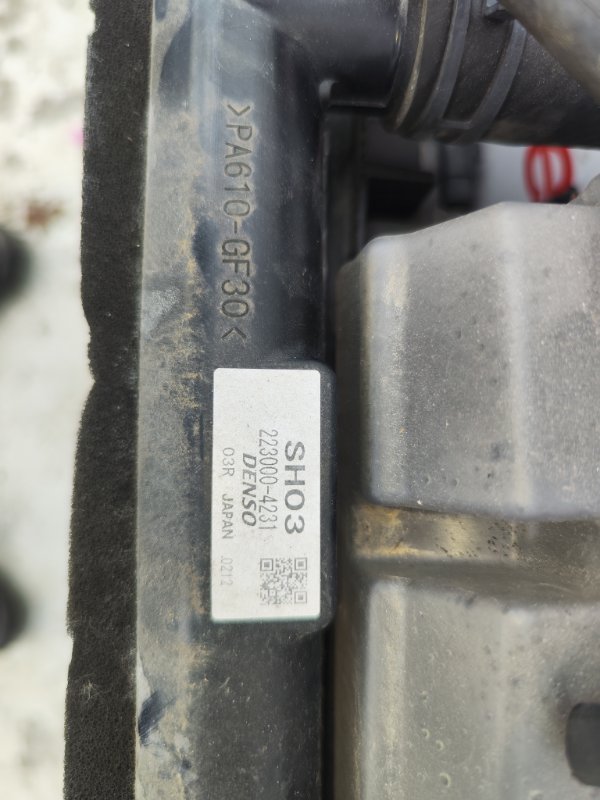 >PA610-GF30<
SH03
223000-4231
DENSO
03R JAPAN 0212